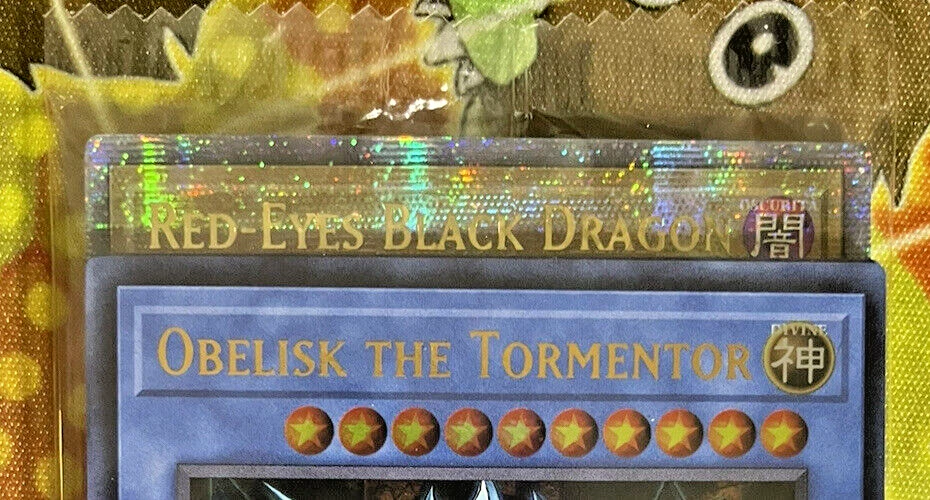 OSCURITÀ
RED-EYES BLACK DRAGON 闇
DIVINE
OBELISK THE TORMENTOR 神